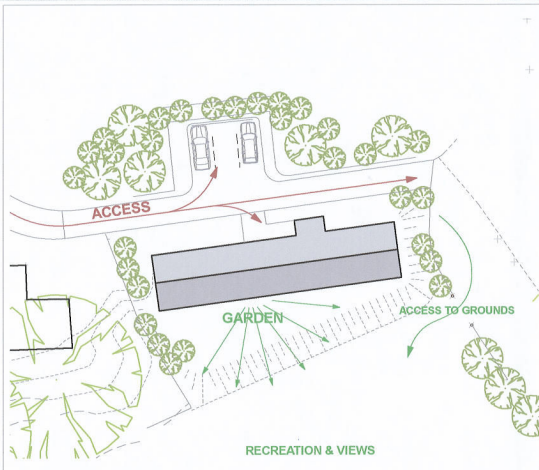 ACCESS
GARDEN
ACCESS TO GROUNDS
RECREATION & VIEWS